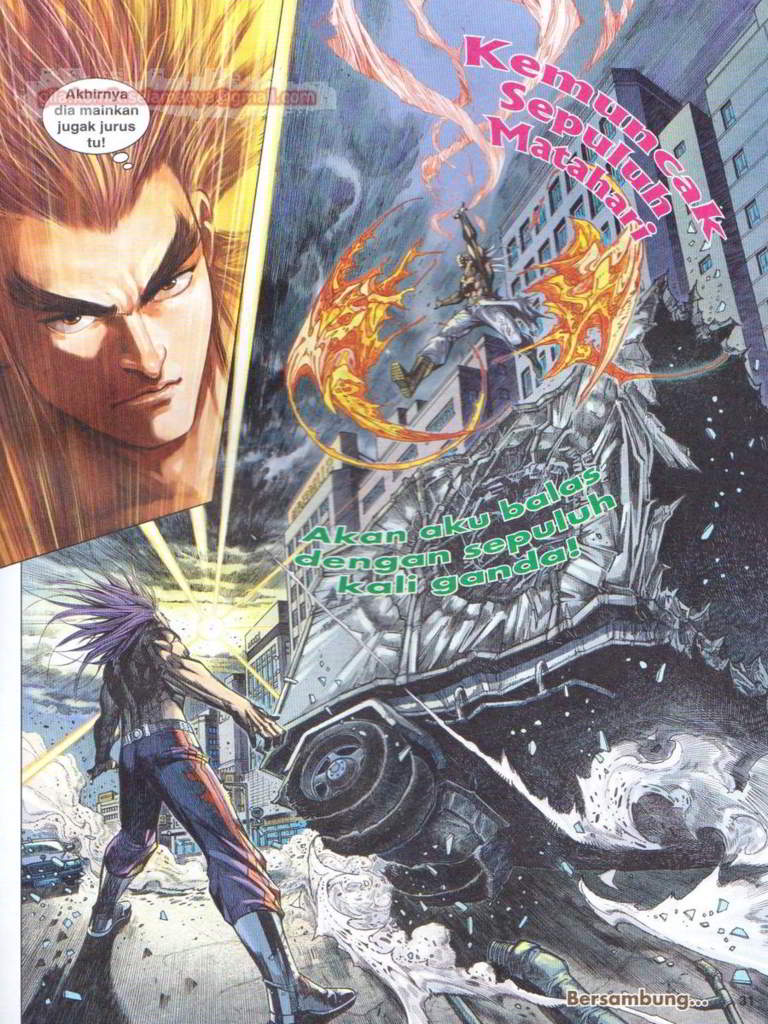 Akhirnya
dia mainkan
jugak jurus
tu!
Kemuncak
Sepuluh
Matahari
Akan aku balas
dengan sepuluh
kali ganda!
Bersambung...
31